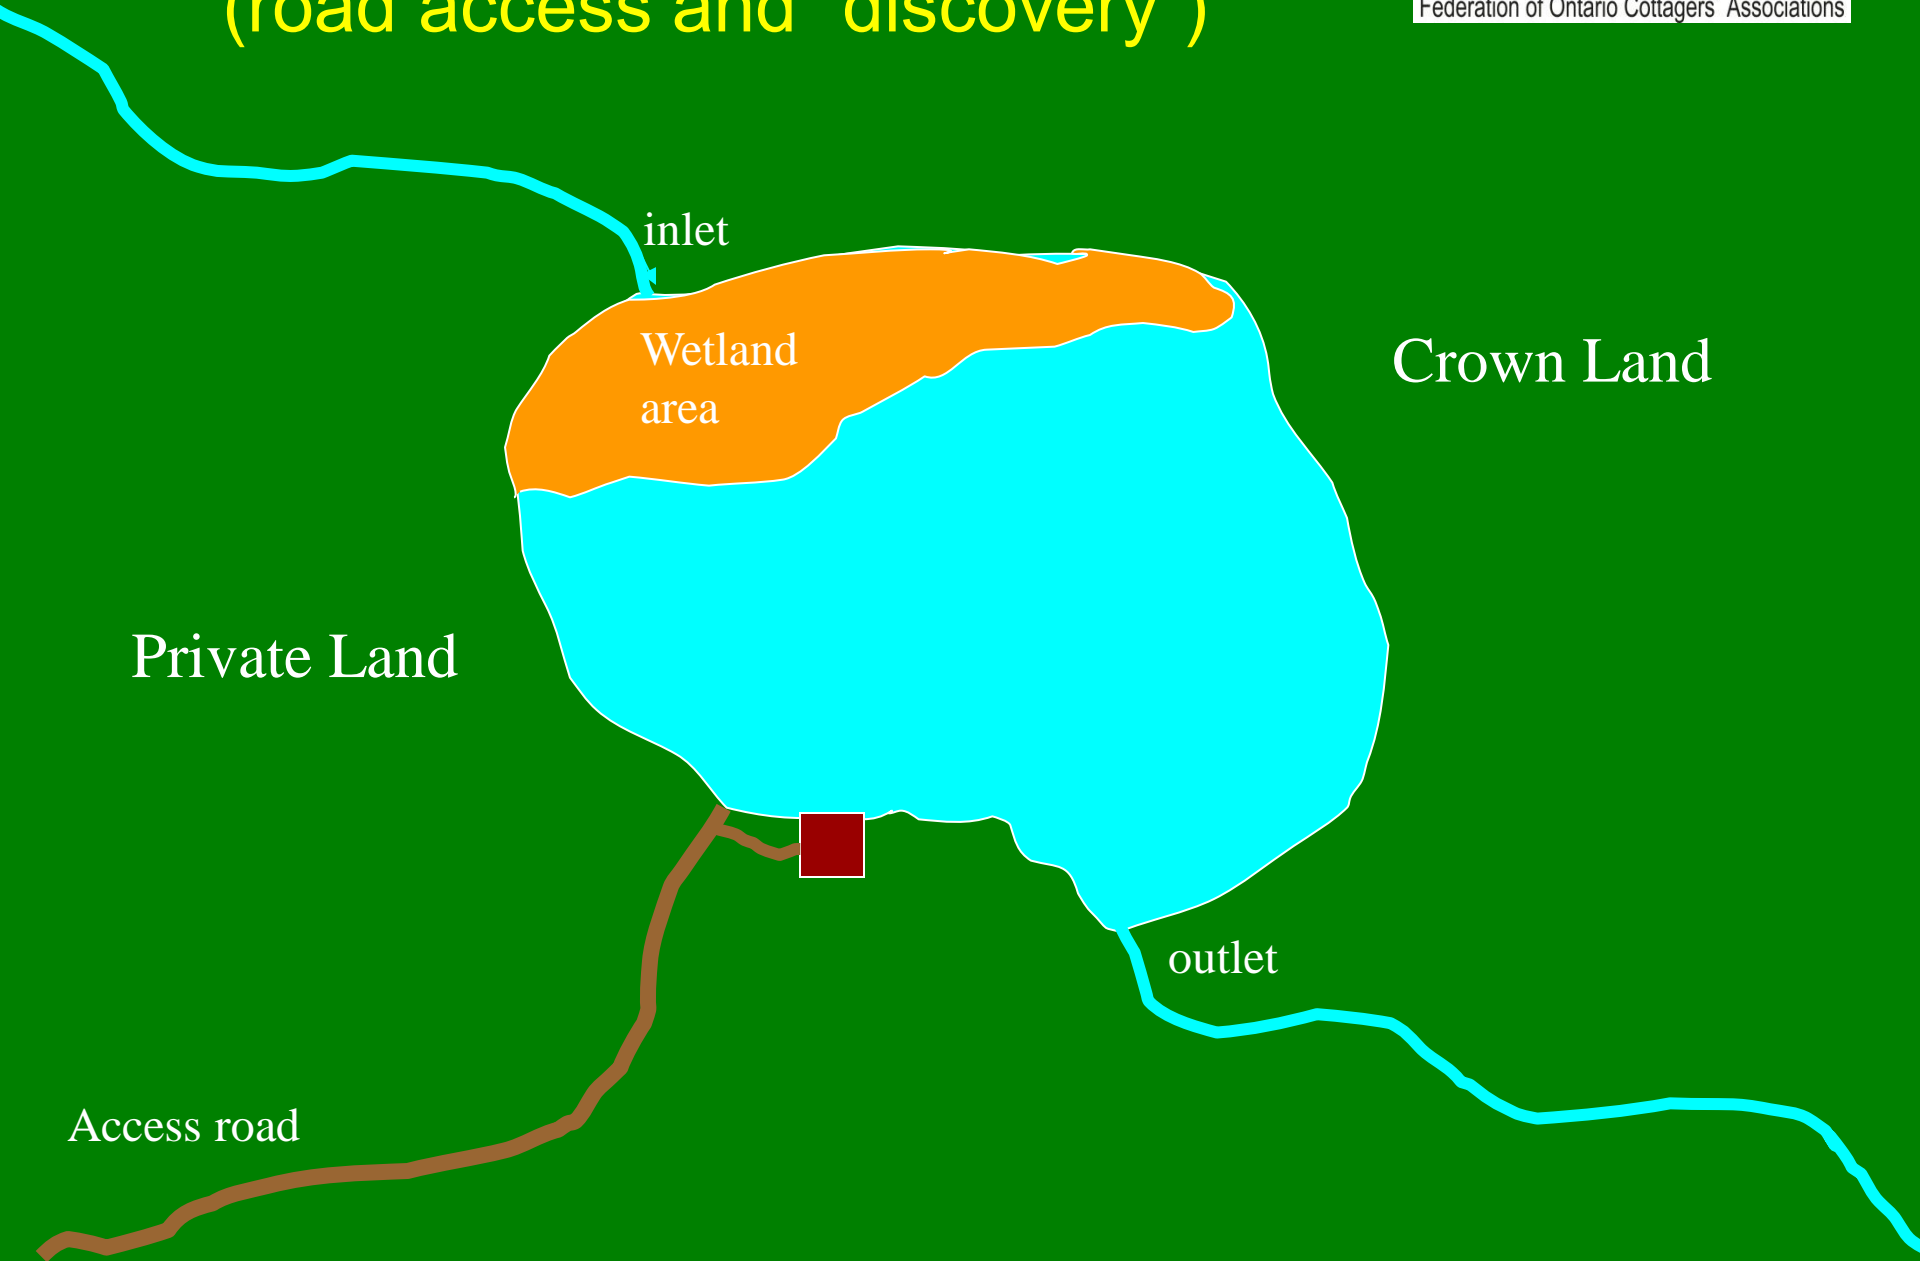 (road access and "discovery")
Federation of Ontario Cottagers' Associations
inlet
Wetland
area
Crown Land
Private Land
outlet
Access road